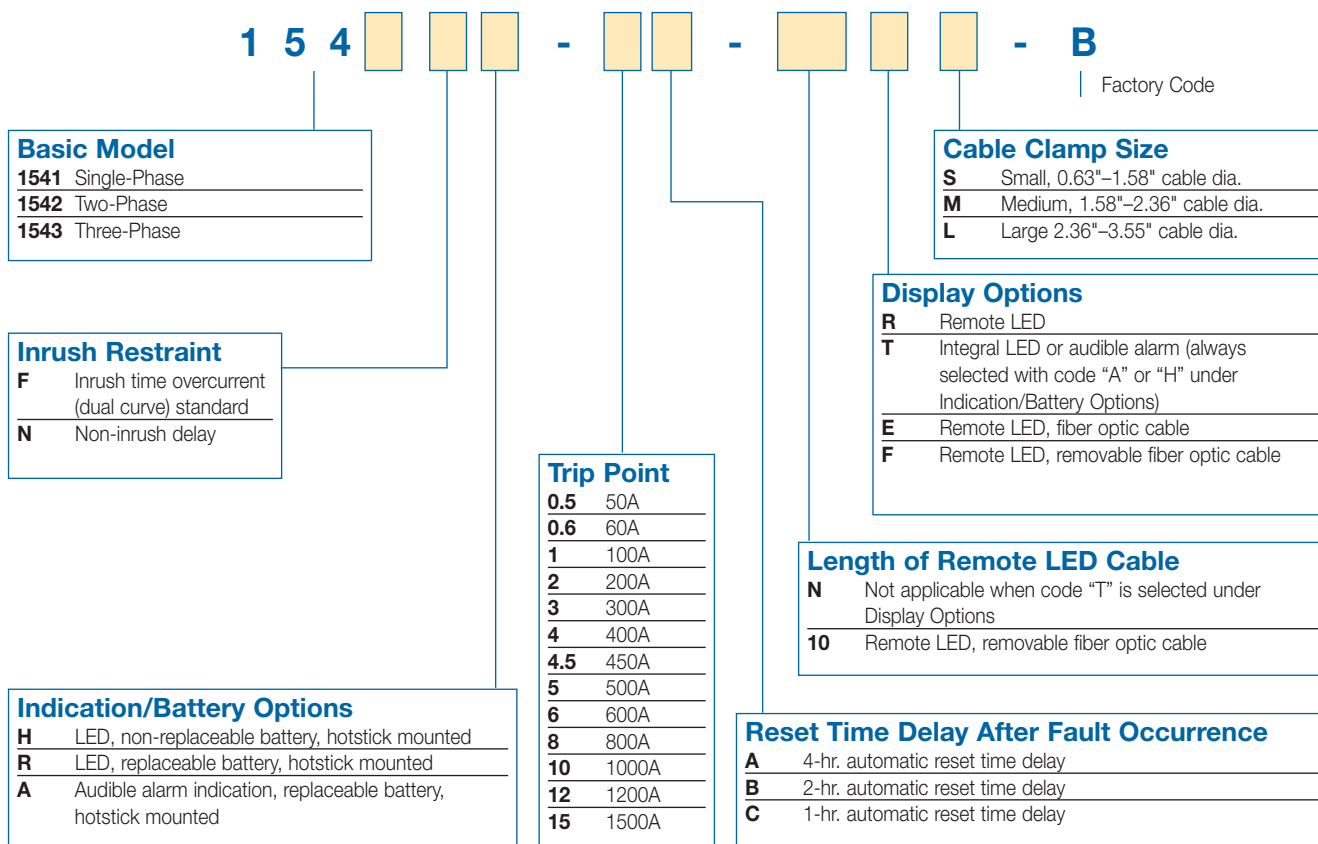 1 5 4 - - - B
Factory Code
Basic Model
1541 Single-Phase
1542 Two-Phase
1543 Three-Phase
Cable Clamp Size
S Small, 0.63"–1.58" cable dia.
M Medium, 1.58"–2.36" cable dia.
L Large 2.36"–3.55" cable dia.
Display Options
R Remote LED
T Integral LED or audible alarm (always
selected with code “A” or “H” under
Indication/Battery Options)
E Remote LED, fiber optic cable
F Remote LED, removable fiber optic cable
Inrush Restraint
F Inrush time overcurrent
(dual curve) standard
N Non-inrush delay
Trip Point
0.5 50A
0.6 60A
1 100A
2 200A
3 300A
4 400A
4.5 450A
5 500A
6 600A
8 800A
10 1000A
12 1200A
15 1500A
Length of Remote LED Cable
N Not applicable when code “T” is selected under
Display Options
10 Remote LED, removable fiber optic cable
Indication/Battery Options
H LED, non-replaceable battery, hotstick mounted
R LED, replaceable battery, hotstick mounted
A Audible alarm indication, replaceable battery,
hotstick mounted
Reset Time Delay After Fault Occurrence
A 4-hr. automatic reset time delay
B 2-hr. automatic reset time delay
C 1-hr. automatic reset time delay